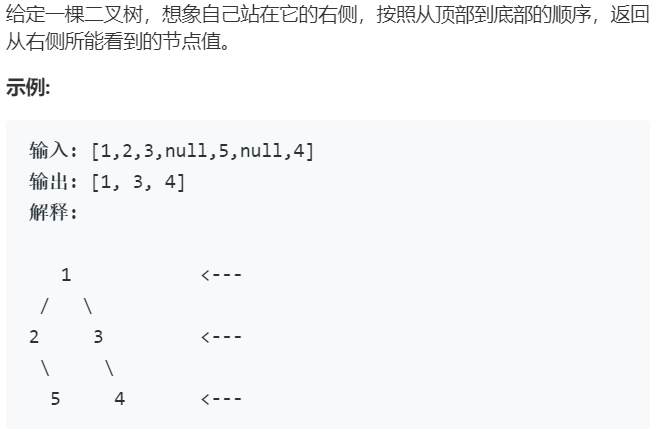 给定一棵二叉树，想象自己站在它的右侧，按照从顶部到底部的顺序，返回
从右侧所能看到的节点值。
示例:
输入: [1,2,3,null,5,null,4]
输出: [1, 3, 4]
解释:
   1            <---
 /   \
2     3         <---
 \     \
  5     4       <---